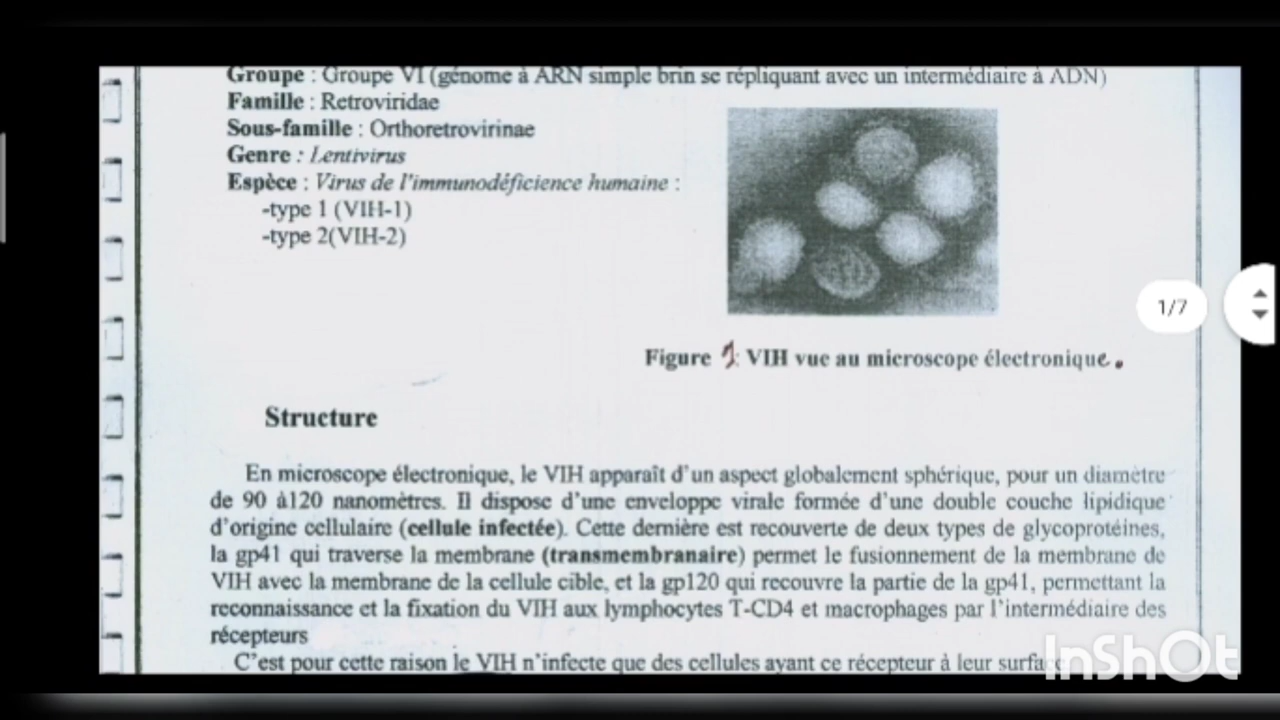 Groupe : Groupe VI (génome à ARN simple brin se répliquant avec un intermédiaire à ADN)
Famille : Retroviridae
Sous-famille : Orthoretrovirinae
Genre : Lentivirus
Espèce : Virus de l'immunodéficience humaine :
-type 1 (VIH-1)
-type 2(VIH-2)
1/7
Figure 1: VIH vue au microscope électronique.
Structure
En microscope électronique, le VIH apparaît d'un aspect globalement sphérique, pour un diamètre
de 90 à120 nanomètres. Il dispose d'une enveloppe virale formée d'une double couche lipidique
d'origine cellulaire (cellule infectée). Cette dernière est recouverte de deux types de glycoprotéines,
la gp41 qui traverse la membrane (transmembranaire) permet le fusionnement de la membrane de
VIH avec la membrane de la cellule cible, et la gp120 qui recouvre la partie de la gp41, permettant la
reconnaissance et la fixation du VIH aux lymphocytes T-CD4 et macrophages par l'intermédiaire des
récepteurs
C'est pour cette raison le VIH n'infecte que des cellules ayant ce récepteur à leur surface
InShOt